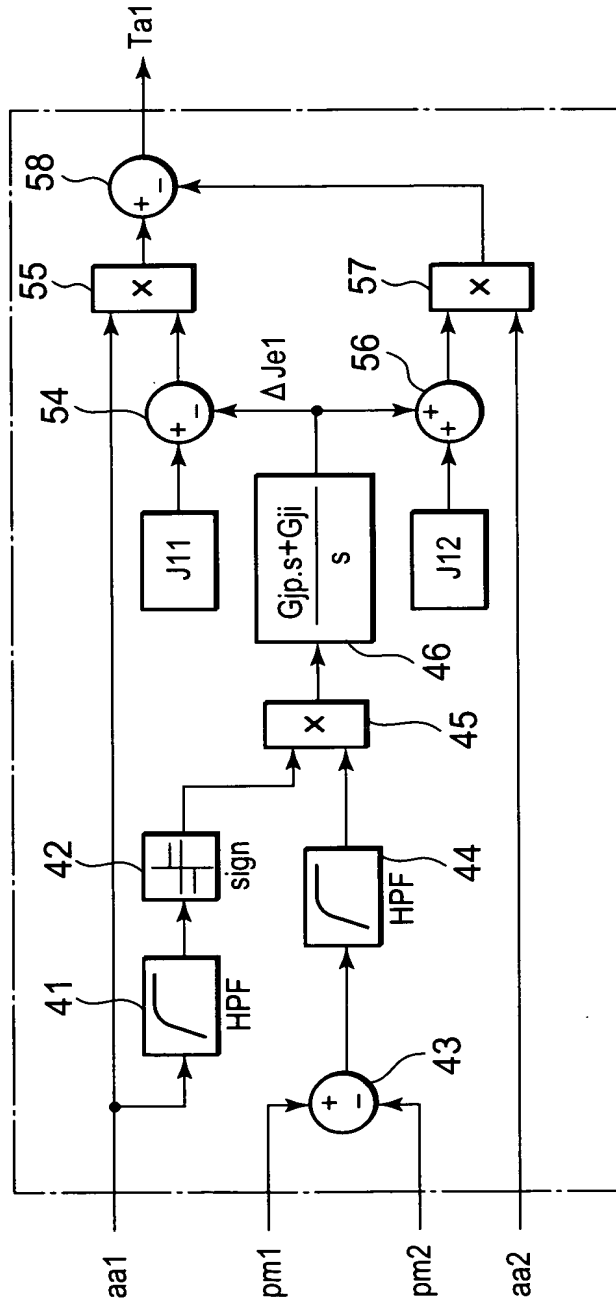 aa1
41
HPF
42
sign
J11
+
-
54
x
55
+
-
58
Ta1
ΔJe1
pm1
pm2
+
-
43
HPF
44
x
45
Gjp.s+Gji
s
46
J12
+
+
56
x
57
aa2